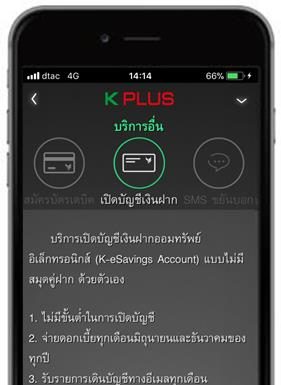 dtac 4G 14:14 66%
K PLUS
บริการอื่น
สมัครบัตรเดบิต เปิดบัญชีเงินฝาก SMS ขยันบอก
บริการเปิดบัญชีเงินฝากออมทรัพย์
อิเล็กทรอนิกส์ (K-eSavings Account) แบบไม่มี
สมุดคู่ฝาก ด้วยตัวเอง
1. ไม่มีขั้นต่ำในการเปิดบัญชี
2. จ่ายดอกเบี้ยทุกเดือนมิถุนายนและธันวาคมของ
ทุกปี
3. รับรายการเดินบัญชีทางอีเมลทุกเดือน